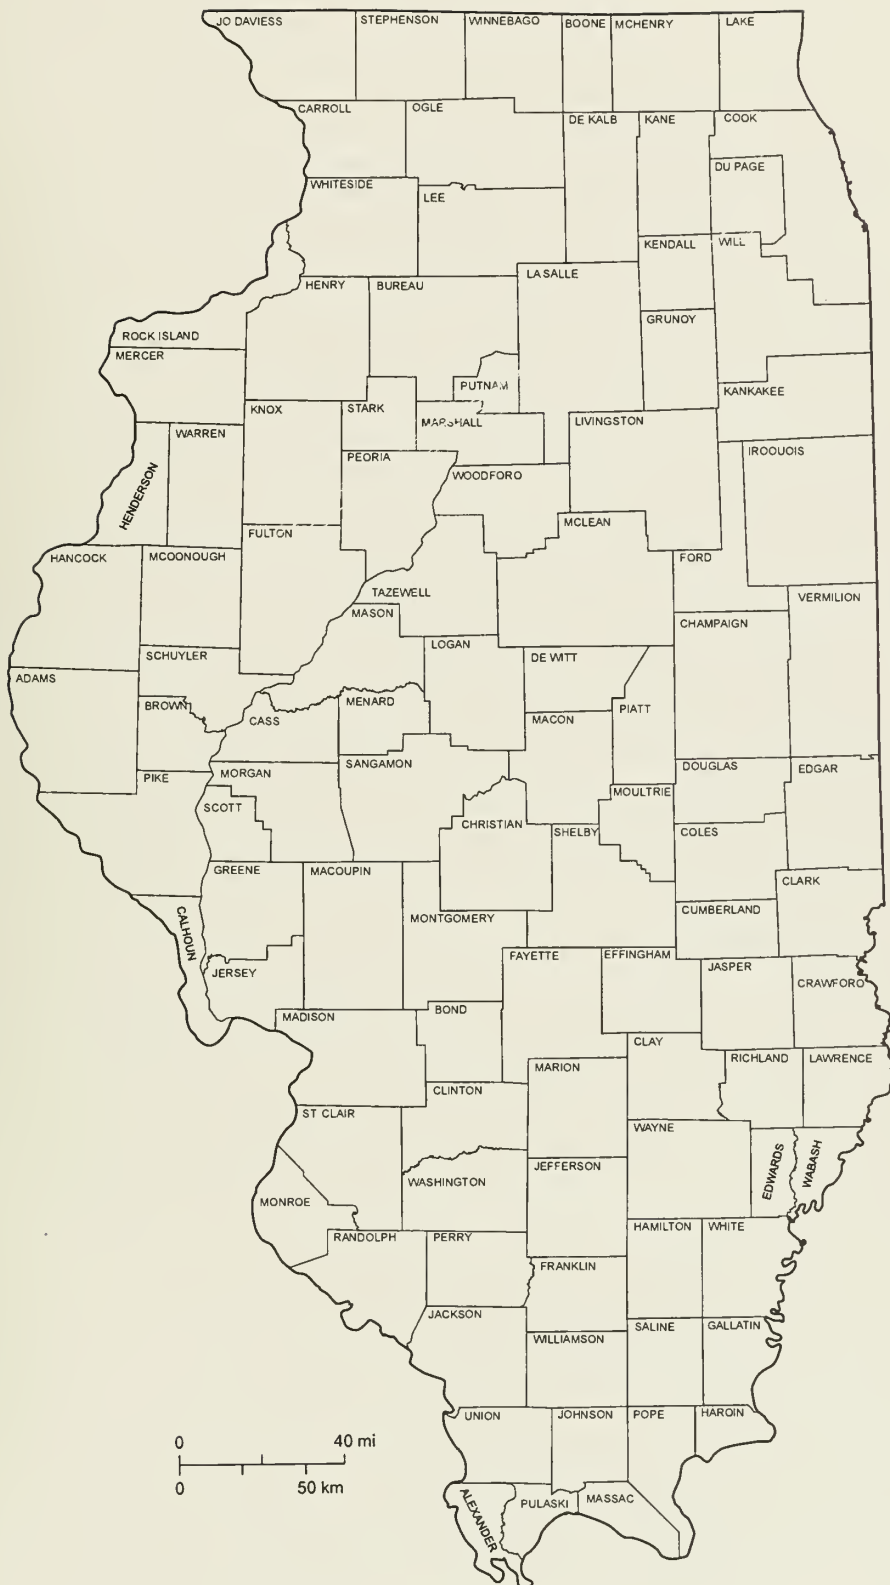 JO DAVIESS
STEPHENSON
WINNEBAGO
BOONE
MCHENRY
LAKE
CARROLL
OGLE
DE KALB
KANE
COOK
DU PAGE
WHITESIDE
LEE
KENDALL
WILL
HENRY
BUREAU
LA SALLE
GRUNOY
ROCK ISLAND
MERCER
PUTNAM
KANKAKEE
KNOX
STARK
MARSHALL
LIVINGSTON
WARREN
HENDERSON
PEORIA
WOODFORO
IROOUOIS
FULTON
MCLEAN
HANCOCK
MCOONOUGH
FORD
TAZEWELL
VERMILION
MASON
CHAMPAIGN
LOGAN
SCHUYLER
DE WITT
ADAMS
BROWN
CASS
MENARD
MACON
PIATT
PIKE
MORGAN
SANGAMON
DOUGLAS
EDGAR
SCOTT
CHRISTIAN
MOULTRIE
SHELBY
COLES
GREENE
MACOUPIN
CLARK
CALHOUN
MONTGOMERY
CUMBERLAND
JERSEY
FAYETTE
EFFINGHAM
JASPER
CRAWFORO
MADISON
BOND
CLAY
RICHLAND
LAWRENCE
MARION
CLINTON
ST CLAIR
WAYNE
EDWARDS
WABASH
WASHINGTON
JEFFERSON
MONROE
RANDOLPH
PERRY
HAMILTON
WHITE
FRANKLIN
JACKSON
WILLIAMSON
SALINE
GALLATIN
UNION
JOHNSON
POPE
HAROIN
0 40 mi
0 50 km
ALEXANDER
PULASKI
MASSAC